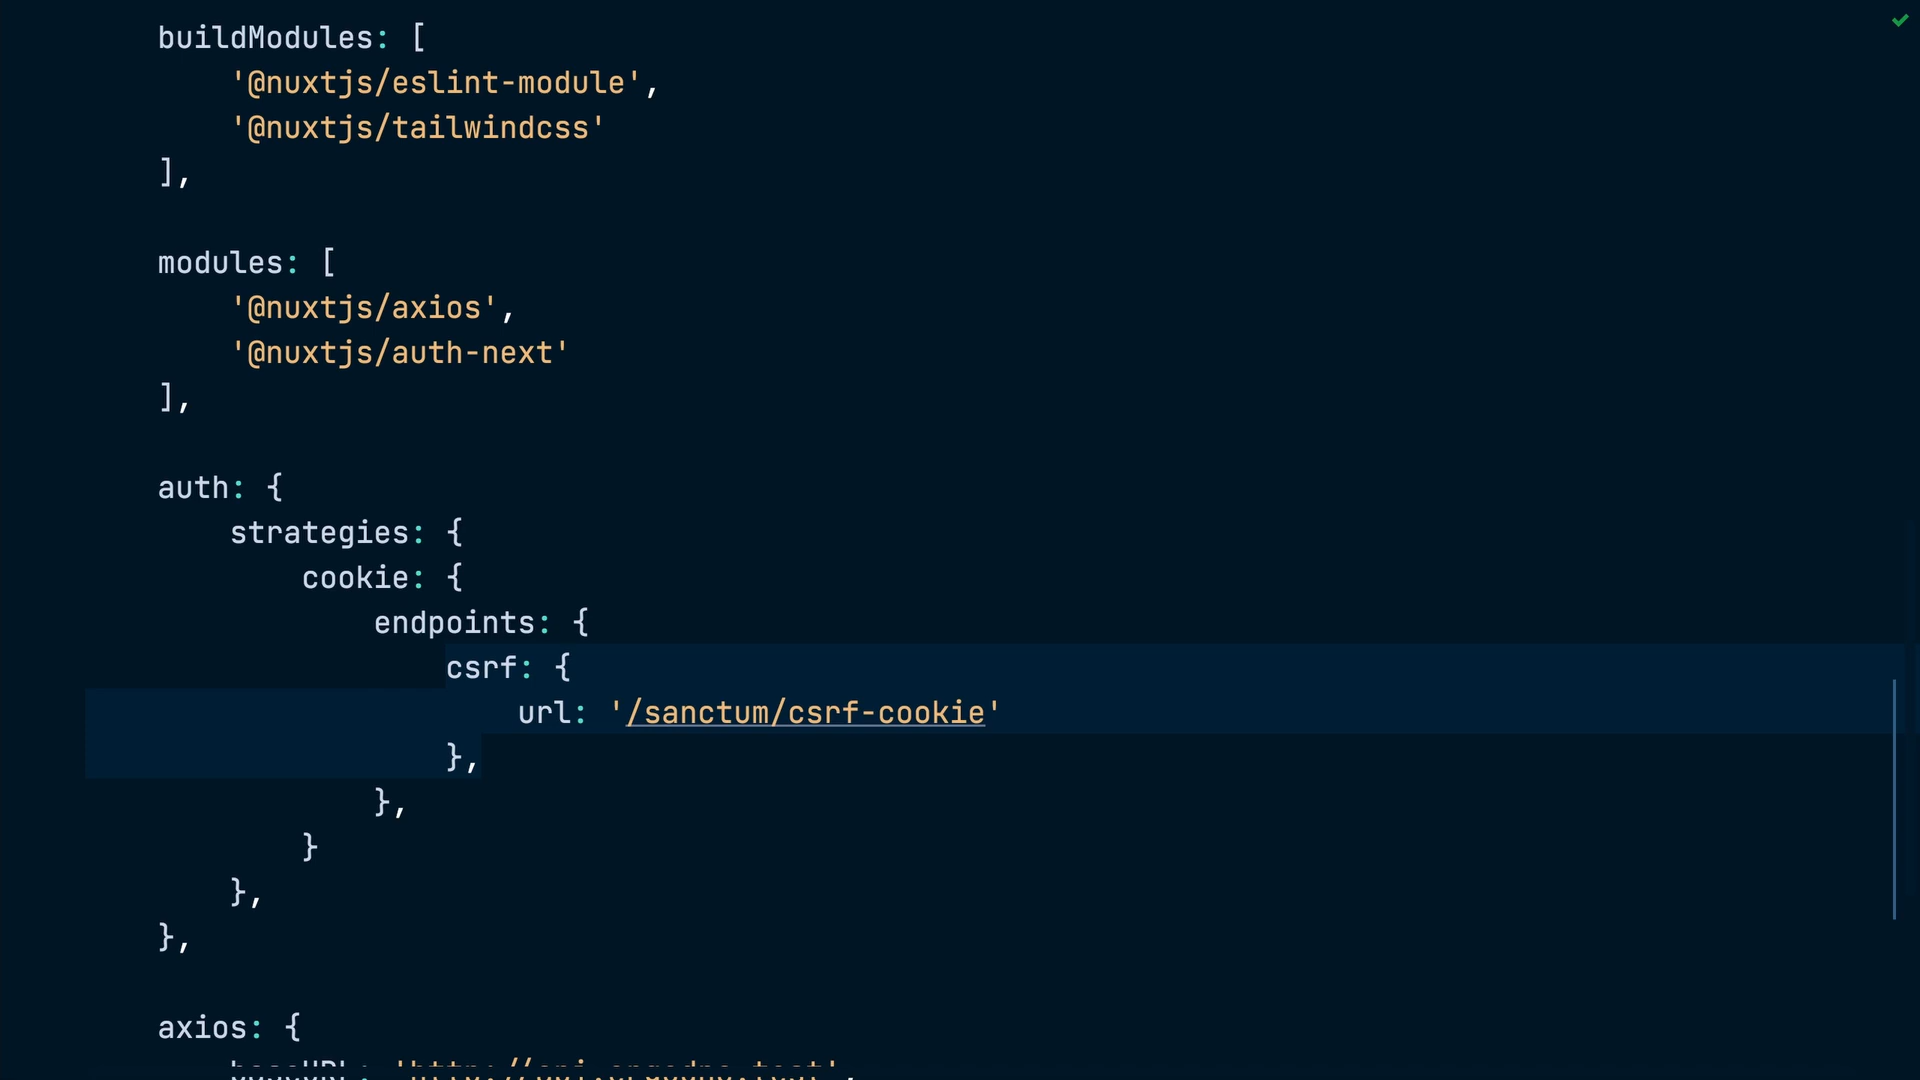 buildModules: [
'@nuxtjs/eslint-module',
'@nuxtjs/tailwindcss'
],
modules: [
'@nuxtjs/axios',
'@nuxtjs/auth-next'
],
auth: {
strategies: {
cookie: {
endpoints: {
csrf: {
url: '/sanctum/csrf-cookie'
},
},
}
},
},
axios: {
baseURL: